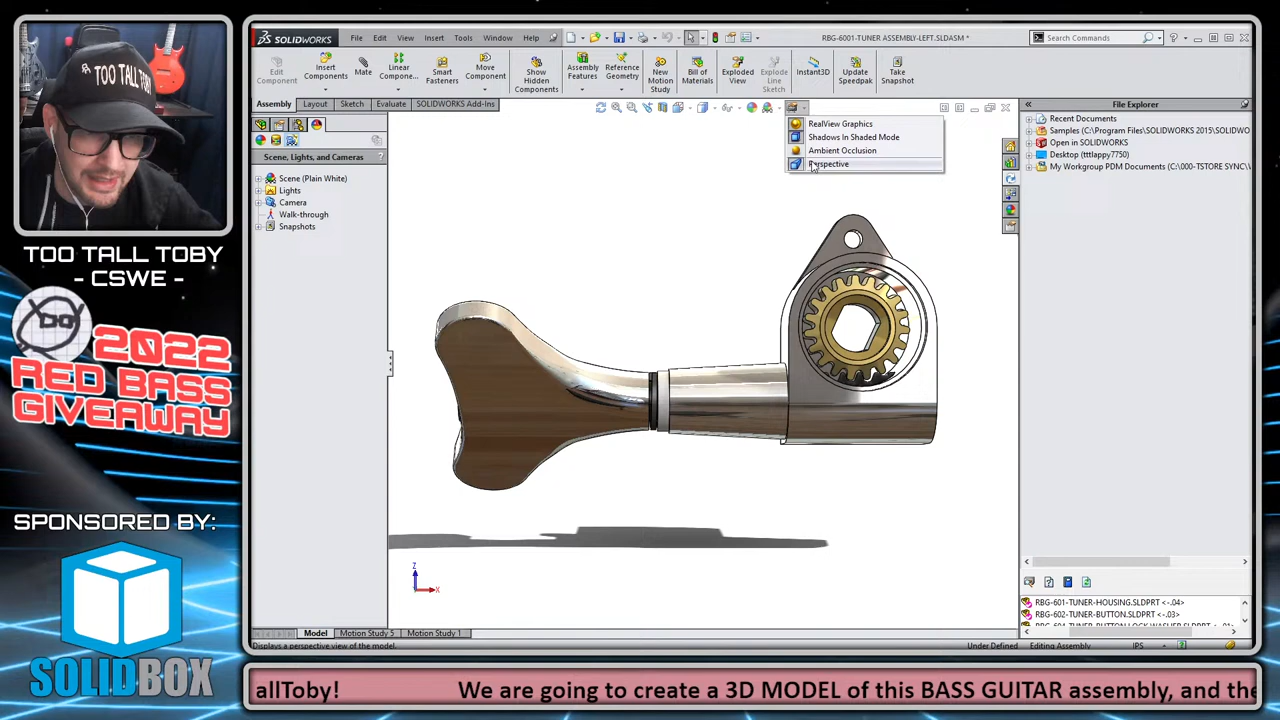 TOO TALL TOBY
SOLIDWORKS
File
Edit
View
Insert
Tools
Window
Help
RBG-6001-TUNER ASSEMBLY-LEFT.SLDASM *
Search Commands
Edit Component
Insert Components
Mate
Linear Compone...
Smart Fasteners
Move Component
Show Hidden Components
Assembly Features
Reference Geometry
New Motion Study
Bill of Materials
Exploded View
Explode Line Sketch
Instant3D
Update Speedpak
Take Snapshot
Assembly
Layout
Sketch
Evaluate
SOLIDWORKS Add-Ins
Scene, Lights, and Cameras
?
Scene (Plain White)
Lights
Camera
Walk-through
Snapshots
RealView Graphics
Shadows In Shaded Mode
Ambient Occlusion
Perspective
File Explorer
Recent Documents
Samples (C:\Program Files\SOLIDWORKS 2015\SOLIDWO
Open in SOLIDWORKS
Desktop (tttlappy7750)
My Workgroup PDM Documents (C:\000-TSTORE SYNC\
TOO TALL TOBY
- CSWE -
2022
RED BASS
GIVEAWAY
SPONSORED BY:
SOLIDBOX
Z
X
RBG-601-TUNER-HOUSING.SLDPRT <-.04>
RBG-602-TUNER-BUTTON.SLDPRT <-.03>
Model
Motion Study 5
Motion Study 1
Displays a perspective view of the model.
Under Defined
Editing Assembly
IPS
allToby!
We are going to create a 3D MODEL of this BASS GUITAR assembly, and the